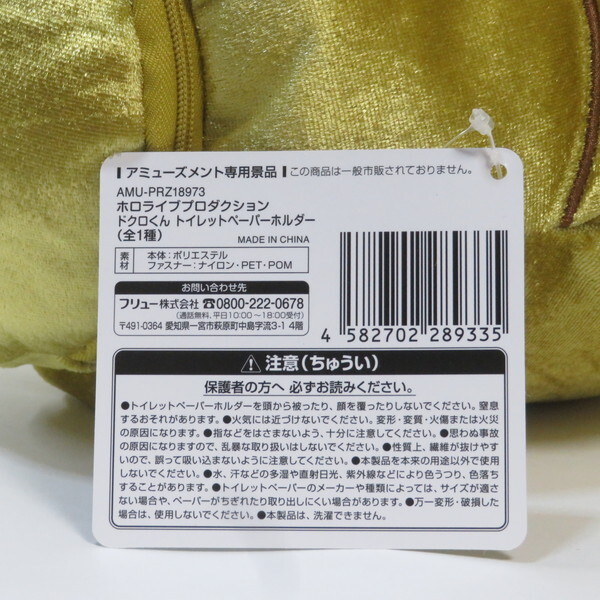 アミューズメント専用景品 この商品は一般市販されておりません。
AMU-PRZ18973
ホロライブプロダクション
ドクロくん トイレットペーパーホルダー
(全1種)
MADE IN CHINA
素材 本体:ポリエステル
ファスナー:ナイロン・PET・POM
お問い合わせ先
フリュー株式会社 ☎0800-222-0678
(通話無料、平日10:00~18:00受付)
〒491-0364 愛知県一宮市萩原町中島字流3-1 4階
4 582702 289335
⚠注意(ちゅうい)
保護者の方へ 必ずお読みください。
●トイレットペーパーホルダーを頭から被ったり、顔を覆ったりしないでください。窒息
するおそれがあります。●火気には近づけないでください。変形・変質・火傷または火災
の原因になります。●指などをはさまないよう、十分に注意してください。●思わぬ事故
の原因になりますので、乱暴な取り扱いはしないでください。●性質上、繊維が抜けやす
いので、誤って吸い込まないように注意してください。●本製品を本来の用途以外で使用
しないでください。●水、汗などの多湿や直射日光、紫外線などにより色うつり、色落ち
することがあります。●トイレットペーパーのメーカーや種類によっては、サイズが適さ
ない場合や、ペーパーがちぎれたり取り出しにくい場合があります。●万一変形・破損した
場合は、使用しないでください。●本製品は、洗濯できません。